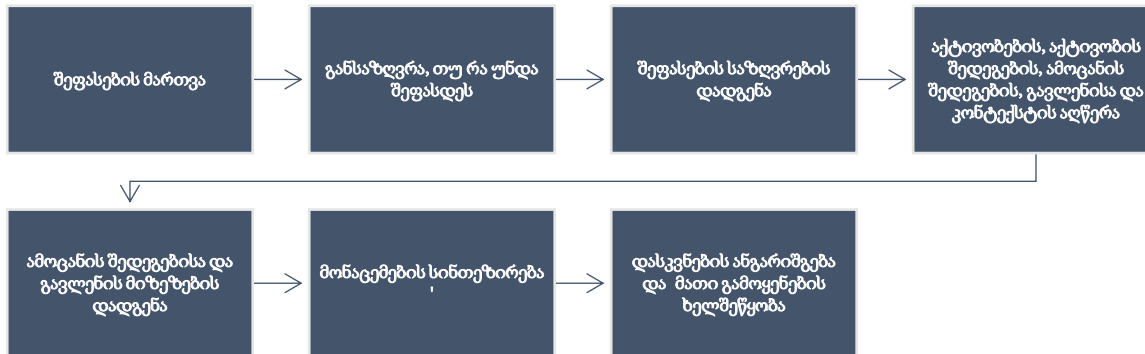 შეფასების მართვა
განსაზღვრა, თუ რა უნდა
შეფასდეს
შეფასების საზღვრების
დადგენა
აქტივობების, აქტივობის
შედეგების, ამოცანის
შედეგების, გავლენისა და
კონტექსტის აღწერა
ამოცანის შედეგებისა და
გავლენის მიზეზების
დადგენა
მონაცემების სინთეზირება
'
დასკვნების ანგარიშგება
და მათი გამოყენების
ხელშეწყობა